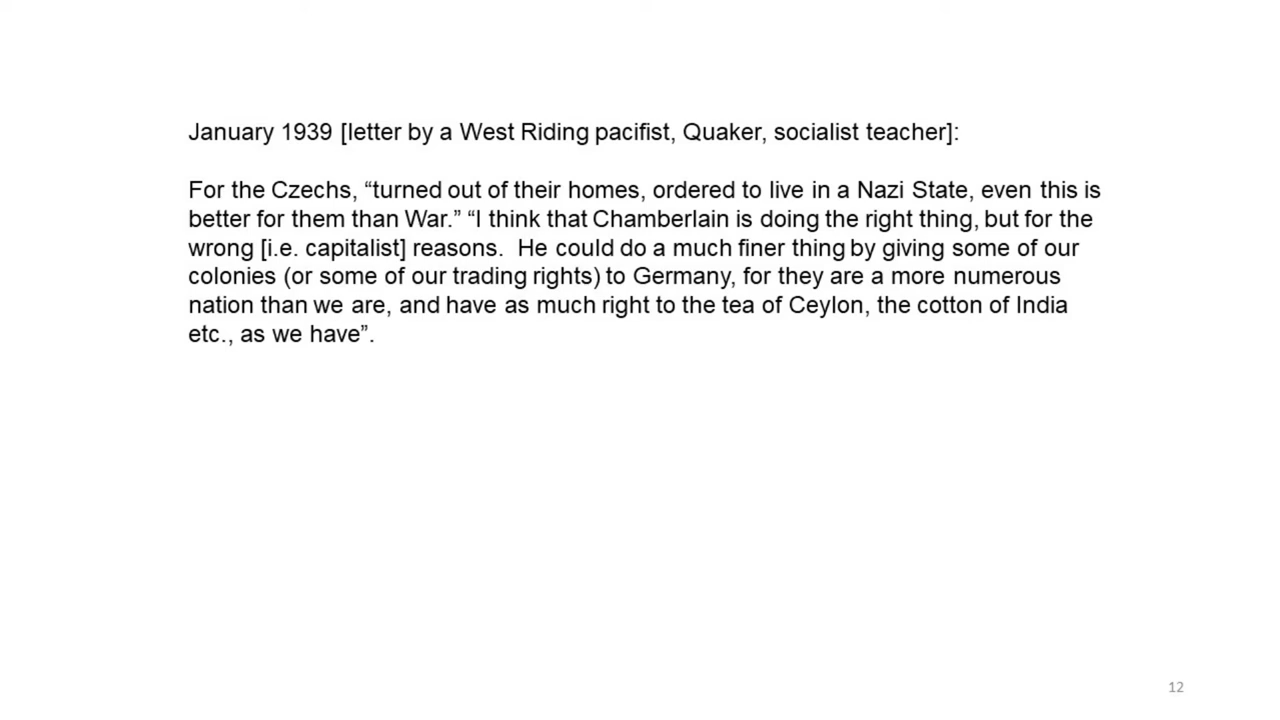 January 1939 [letter by a West Riding pacifist, Quaker, socialist teacher]:
For the Czechs, “turned out of their homes, ordered to live in a Nazi State, even this is
better for them than War.” “I think that Chamberlain is doing the right thing, but for the
wrong [i.e. capitalist] reasons.  He could do a much finer thing by giving some of our
colonies (or some of our trading rights) to Germany, for they are a more numerous
nation than we are, and have as much right to the tea of Ceylon, the cotton of India
etc., as we have”.
12